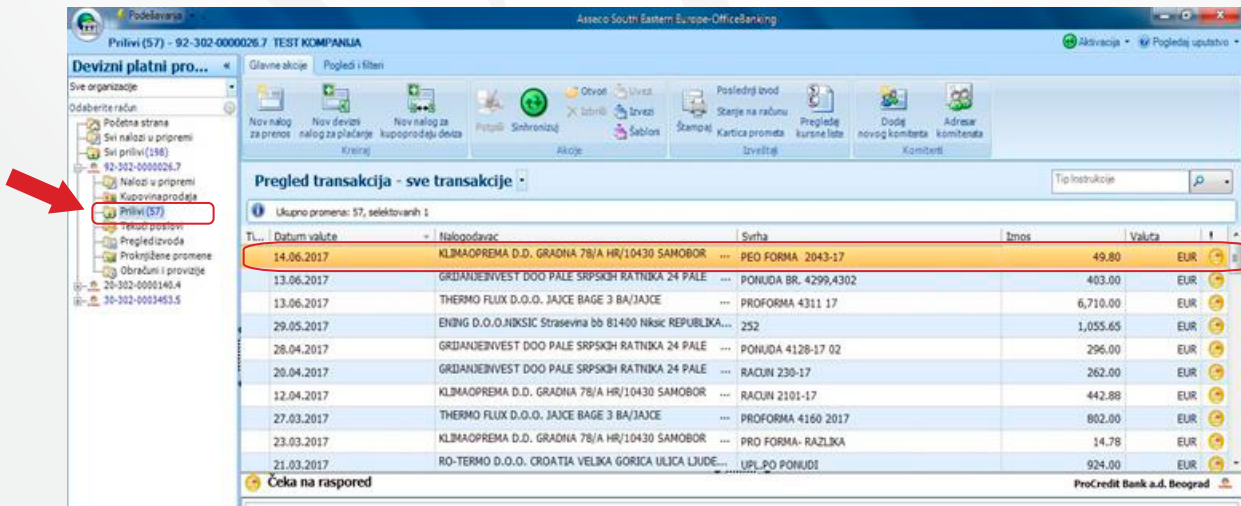 Podešavanja
Asseco South Eastern Europe-OfficeBanking
Prilivi (57) - 92-302-0000026.7 TEST KOMPANIJA
Aktivacija
Pogledaj uputstvo
Devizni platni pro... «
Glavne akcije
Pogledi i filteri
Sve organizacije
Odaberite račun
Početna strana
Svi nalozi u pripremi
Svi prilivi (198)
92-302-0000026.7
Nalozi u pripremi
Kupovinaprodaja
Prilivi (57)
Tekući poslovi
Pregledizvoda
Proknjižene promene
Obračuni i provizije
20-302-0000140.4
30-302-0003453.5
Nov nalog za prenos
Nov devizni nalog za plaćanje
Nov nalog za kupoprodaju deviza
Kreiraj
Potpiši
Sinhronizuj
Otvori
Uvezi
Izbriši
Izvezi
Šabloni
Akcije
Štampaj
Poslednji izvod
Stanje na računu
Kartica prometa
Pregledaj kursne liste
Izveštaji
Dodaj novog komitenta
Adresar komitenata
Komitenti
Pregled transakcija - sve transakcije
Tip instrukcije
Ukupno promena: 57, selektovanih 1
Ti... Datum valute Nalogodavac Svrha Iznos Valuta !
14.06.2017 KLIMAOPREMA D.D. GRADNA 78/A HR/10430 SAMOBOR ... PEO FORMA 2043-17 49.80 EUR
13.06.2017 GRIJANJEINVEST DOO PALE SRPSKIH RATNIKA 24 PALE ... PONUDA BR. 4299,4302 403.00 EUR
13.06.2017 THERMO FLUX D.O.O. JAJCE BAGE 3 BA/JAJCE ... PROFORMA 4311 17 6,710.00 EUR
29.05.2017 ENING D.O.O.NIKSIC Strasevina bb 81400 Niksic REPUBLIKA... 252 1,055.65 EUR
28.04.2017 GRIJANJEINVEST DOO PALE SRPSKIH RATNIKA 24 PALE ... PONUDA 4128-17 02 296.00 EUR
20.04.2017 GRIJANJEINVEST DOO PALE SRPSKIH RATNIKA 24 PALE ... RACUN 230-17 262.00 EUR
12.04.2017 KLIMAOPREMA D.D. GRADNA 78/A HR/10430 SAMOBOR ... RACUN 2101-17 442.88 EUR
27.03.2017 THERMO FLUX D.O.O. JAJCE BAGE 3 BA/JAJCE ... PROFORMA 4160 2017 802.00 EUR
23.03.2017 KLIMAOPREMA D.D. GRADNA 78/A HR/10430 SAMOBOR ... PRO FORMA- RAZLIKA 14.78 EUR
21.03.2017 RO-TERMO D.O.O. CROATIA VELIKA GORICA ULICA LJUDE... UPL.PO PONUDI 924.00 EUR
Čeka na raspored
ProCredit Bank a.d. Beograd